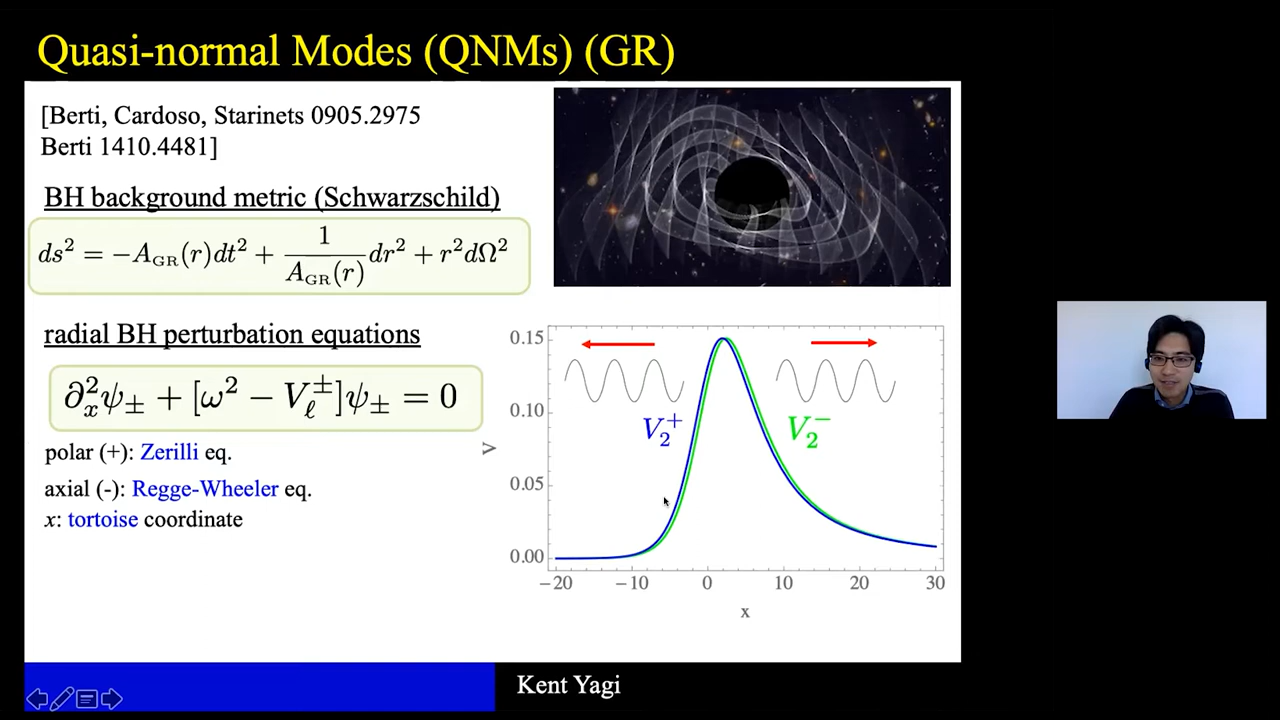 Quasi-normal Modes (QNMs) (GR)
[Berti, Cardoso, Starinets 0905.2975
Berti 1410.4481]
BH background metric (Schwarzschild)
ds² = −A_GR(r)dt² + 1/A_GR(r) dr² + r²dΩ²
radial BH perturbation equations
∂ₓ²ψ± + [ω² − V_ℓ^±]ψ± = 0
polar (+): Zerilli eq.
axial (-): Regge-Wheeler eq.
x: tortoise coordinate
0.15
0.10
0.05
0.00
V
V₂⁺
V₂⁻
−20 −10 0 10 20 30
x
Kent Yagi